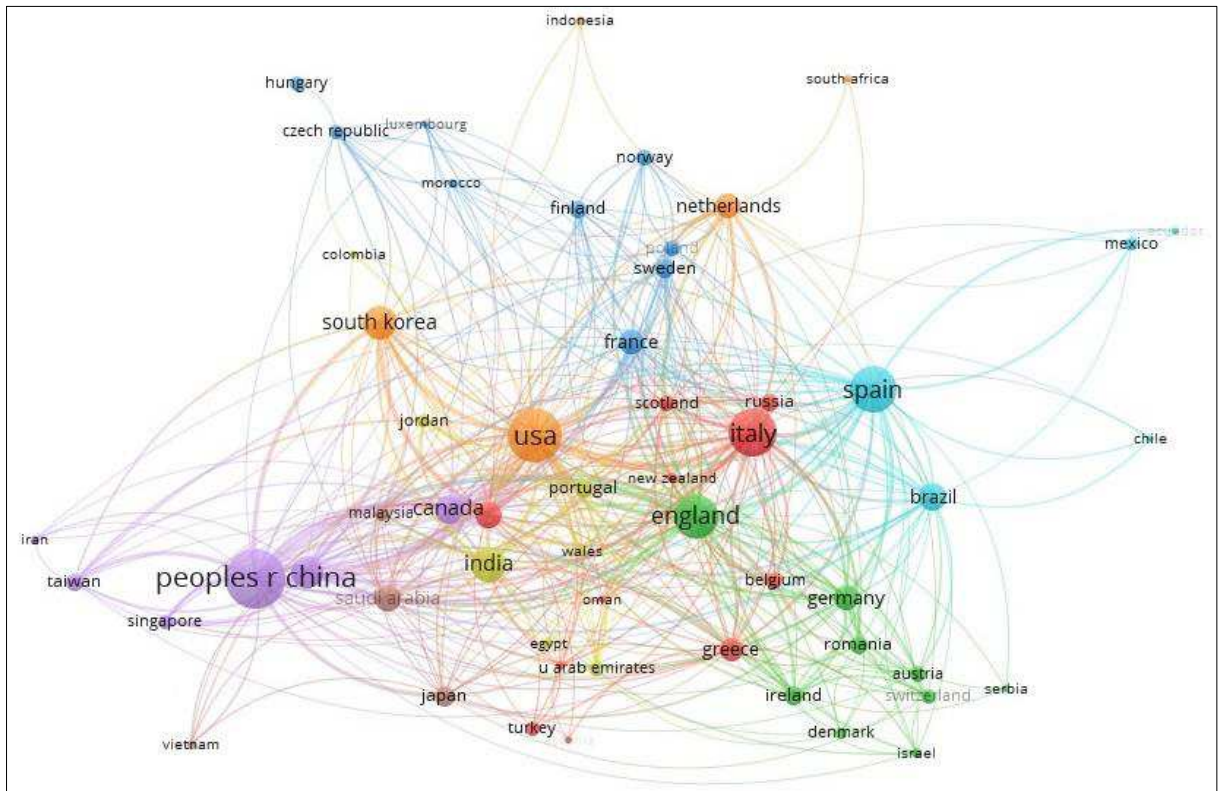 indonesia
south africa
hungary
luxembourg
czech republic
norway
morocco
finland
netherlands
ecuador
mexico
poland
colombia
sweden
south korea
france
spain
scotland
russia
jordan
usa
italy
chile
new zealand
portugal
brazil
malaysia
canada
england
iran
wales
india
peoples r china
taiwan
belgium
saudi arabia
oman
germany
singapore
egypt
greece
romania
u arab emirates
austria
japan
ireland
switzerland
serbia
turkey
denmark
vietnam
israel